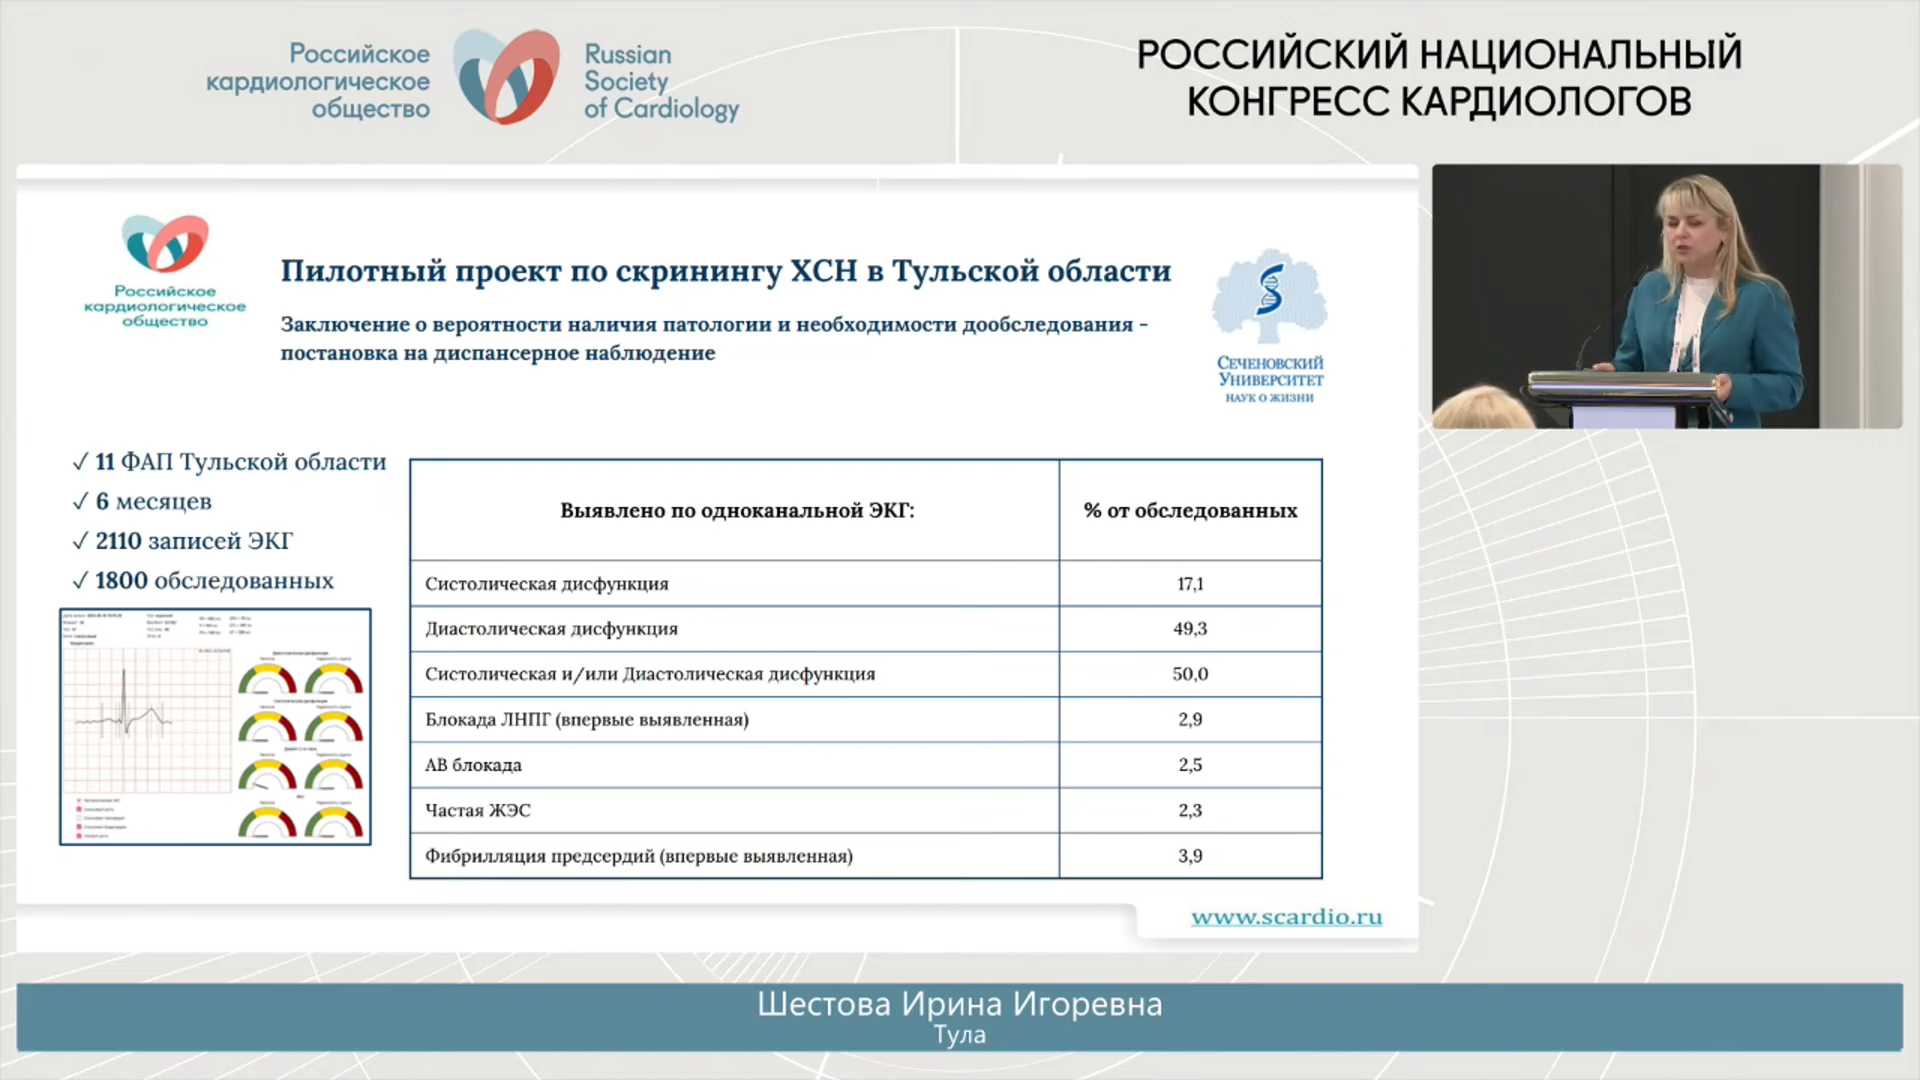 Российское
кардиологическое
общество
Russian
Society
of Cardiology
РОССИЙСКИЙ НАЦИОНАЛЬНЫЙ
КОНГРЕСС КАРДИОЛОГОВ
Российское
кардиологическое
общество
Пилотный проект по скринингу ХСН в Тульской области
Заключение о вероятности наличия патологии и необходимости дообследования -
постановка на диспансерное наблюдение
СЕЧЕНОВСКИЙ
УНИВЕРСИТЕТ
НАУК О ЖИЗНИ
✓ 11 ФАП Тульской области
✓ 6 месяцев
✓ 2110 записей ЭКГ
✓ 1800 обследованных
Выявлено по одноканальной ЭКГ: % от обследованных
Систолическая дисфункция 17,1
Диастолическая дисфункция 49,3
Систолическая и/или Диастолическая дисфункция 50,0
Блокада ЛНПГ (впервые выявленная) 2,9
АВ блокада 2,5
Частая ЖЭС 2,3
Фибрилляция предсердий (впервые выявленная) 3,9
www.scardio.ru
Шестова Ирина Игоревна
Тула